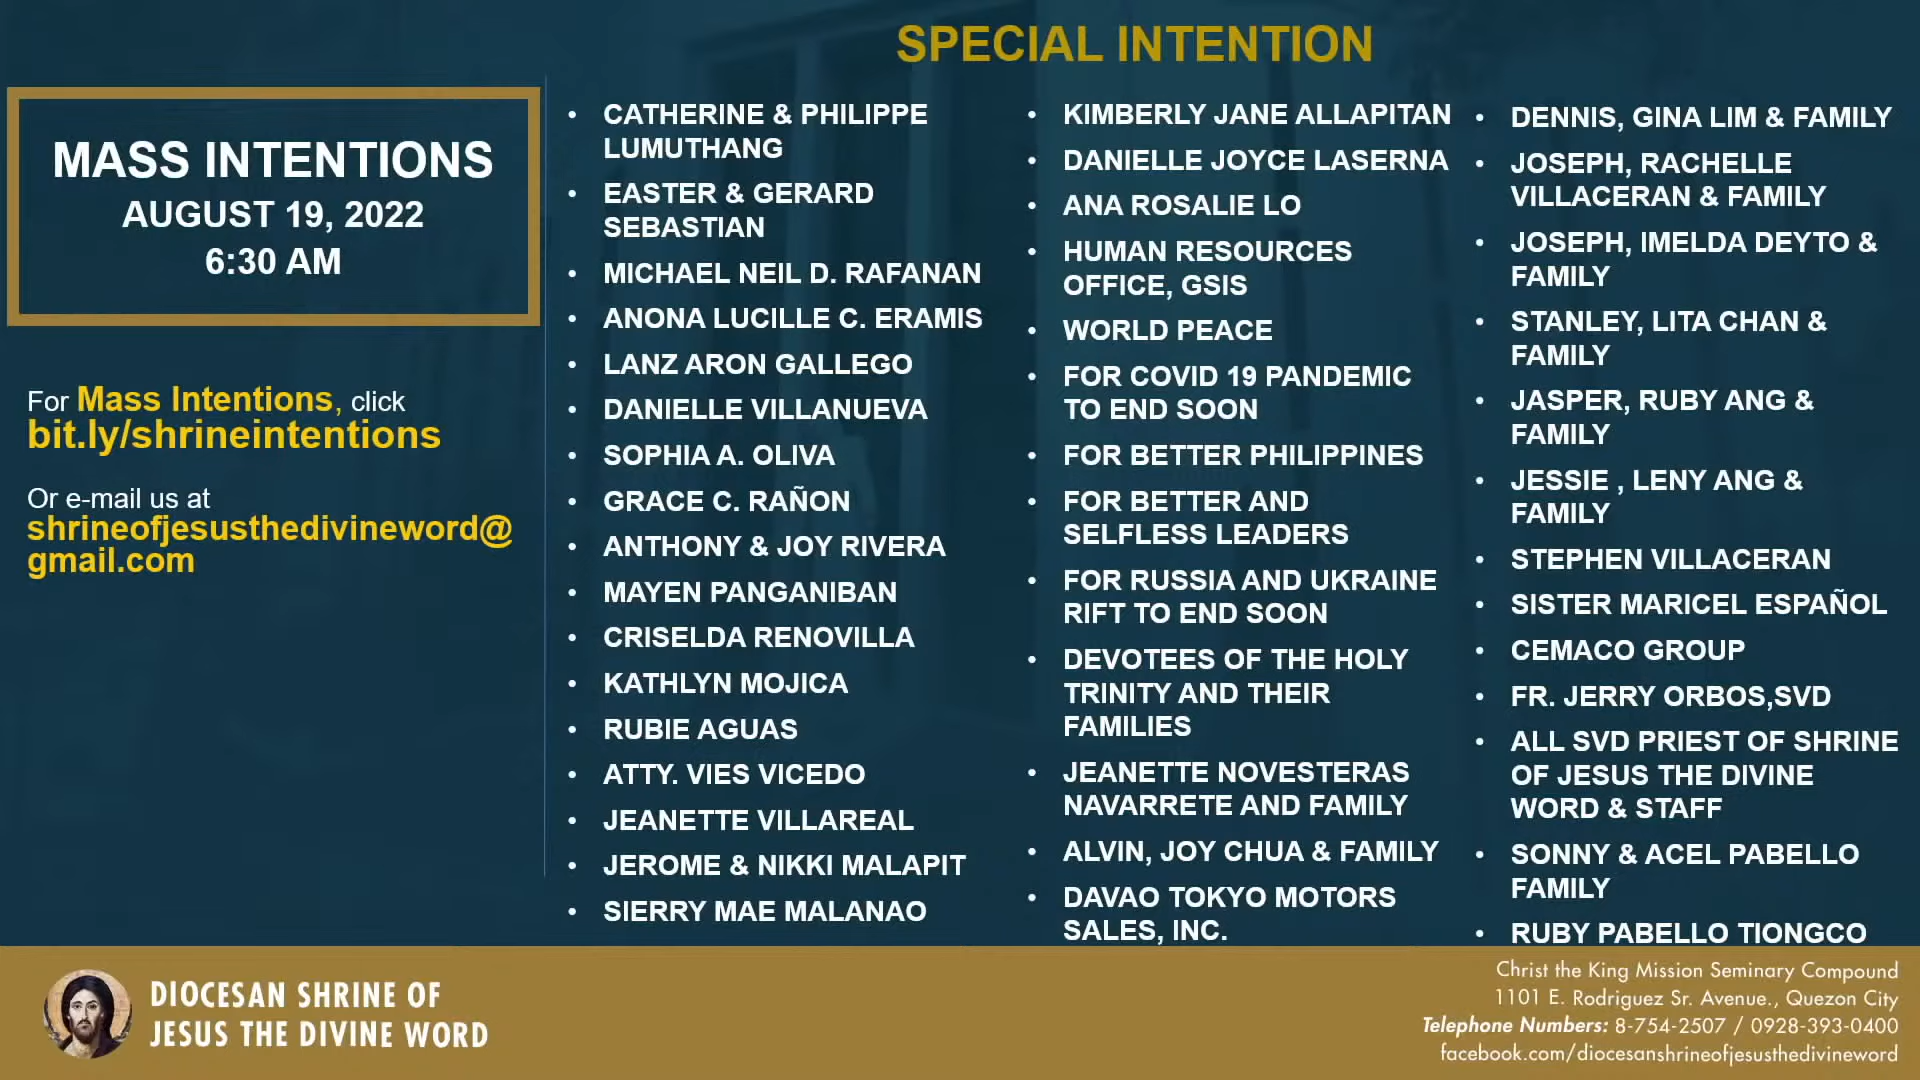 SPECIAL INTENTION
MASS INTENTIONS
AUGUST 19, 2022
6:30 AM
For Mass Intentions, click
bit.ly/shrineintentions
Or e-mail us at
shrineofjesusthedivineword@
gmail.com
• CATHERINE & PHILIPPE
LUMUTHANG
• EASTER & GERARD
SEBASTIAN
• MICHAEL NEIL D. RAFANAN
• ANONA LUCILLE C. ERAMIS
• LANZ ARON GALLEGO
• DANIELLE VILLANUEVA
• SOPHIA A. OLIVA
• GRACE C. RAÑON
• ANTHONY & JOY RIVERA
• MAYEN PANGANIBAN
• CRISELDA RENOVILLA
• KATHLYN MOJICA
• RUBIE AGUAS
• ATTY. VIES VICEDO
• JEANETTE VILLAREAL
• JEROME & NIKKI MALAPIT
• SIERRY MAE MALANAO
• KIMBERLY JANE ALLAPITAN
• DANIELLE JOYCE LASERNA
• ANA ROSALIE LO
• HUMAN RESOURCES
OFFICE, GSIS
• WORLD PEACE
• FOR COVID 19 PANDEMIC
TO END SOON
• FOR BETTER PHILIPPINES
• FOR BETTER AND
SELFLESS LEADERS
• FOR RUSSIA AND UKRAINE
RIFT TO END SOON
• DEVOTEES OF THE HOLY
TRINITY AND THEIR
FAMILIES
• JEANETTE NOVESTERAS
NAVARRETE AND FAMILY
• ALVIN, JOY CHUA & FAMILY
• DAVAO TOKYO MOTORS
SALES, INC.
• DENNIS, GINA LIM & FAMILY
• JOSEPH, RACHELLE
VILLACERAN & FAMILY
• JOSEPH, IMELDA DEYTO &
FAMILY
• STANLEY, LITA CHAN &
FAMILY
• JASPER, RUBY ANG &
FAMILY
• JESSIE , LENY ANG &
FAMILY
• STEPHEN VILLACERAN
• SISTER MARICEL ESPAÑOL
• CEMACO GROUP
• FR. JERRY ORBOS,SVD
• ALL SVD PRIEST OF SHRINE
OF JESUS THE DIVINE
WORD & STAFF
• SONNY & ACEL PABELLO
FAMILY
• RUBY PABELLO TIONGCO
DIOCESAN SHRINE OF
JESUS THE DIVINE WORD
Christ the King Mission Seminary Compound
1101 E. Rodriguez Sr. Avenue., Quezon City
Telephone Numbers: 8-754-2507 / 0928-393-0400
facebook.com/diocesanshrineofjesusthedivineword